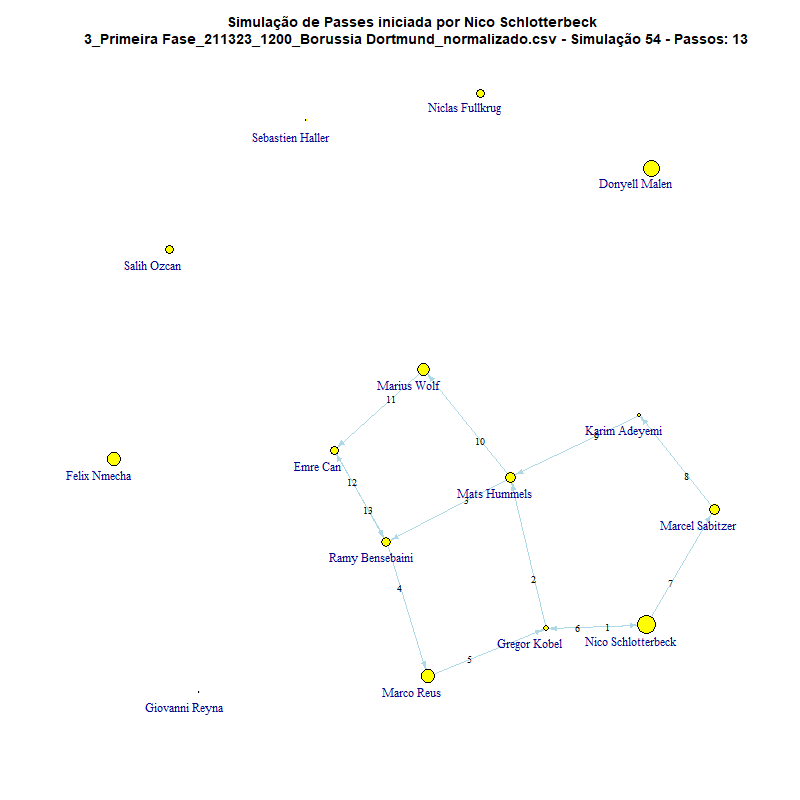 Simulação de Passes iniciada por Nico Schlotterbeck
3_Primeira Fase_211323_1200_Borussia Dortmund_normalizado.csv - Simulação 54 - Passos: 13
Niclas Fullkrug
Sebastien Haller
Donyell Malen
Salih Ozcan
Marius Wolf
11
Karim Adeyemi
9
10
Emre Can
Felix Nmecha
8
12
Mats Hummels
3
13
Marcel Sabitzer
Ramy Bensebaini
2
7
4
6
1
Gregor Kobel
Nico Schlotterbeck
5
Marco Reus
Giovanni Reyna